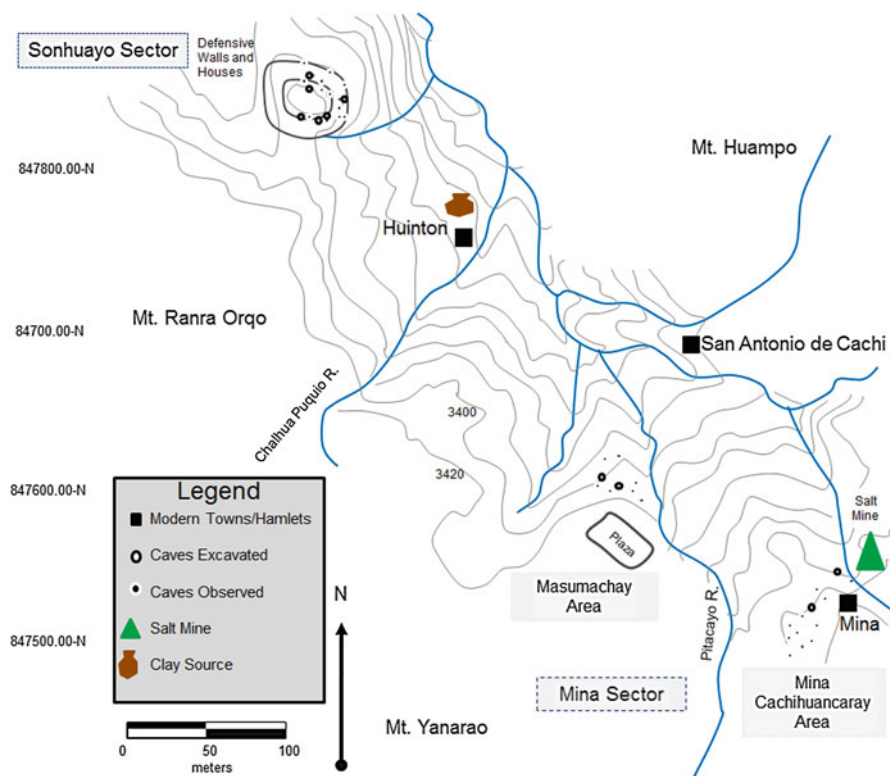 Sonhuayo Sector
Defensive
Walls and
Houses
847800.00-N
Mt. Huampo
Huinton
Mt. Ranra Orqo
84700.00-N
San Antonio de Cachi
Chalhua Puquio R.
3400
3420
847600.00-N
Legend
Modern Towns/Hamlets
Caves Excavated
Caves Observed
Salt Mine
Clay Source
Salt
Mine
Plaza
Masumachay
Area
Pitacayo R.
Mina
847500.00-N
N
Mina Sector
Mina
Cachihuancaray
Area
Mt. Yanarao
0 50 100
meters